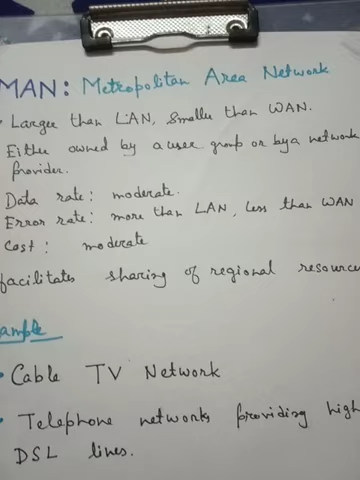 MAN: Metropolitan Area Network
• Larger than LAN, Smaller than WAN.
Either owned by a user group or by a network
provider.
Data rate: moderate.
Error rate: more than LAN, less than WAN
Cost: moderate
facilitates sharing of regional resource
ample
• Cable TV Network
• Telephone networks providing high
DSL lines.